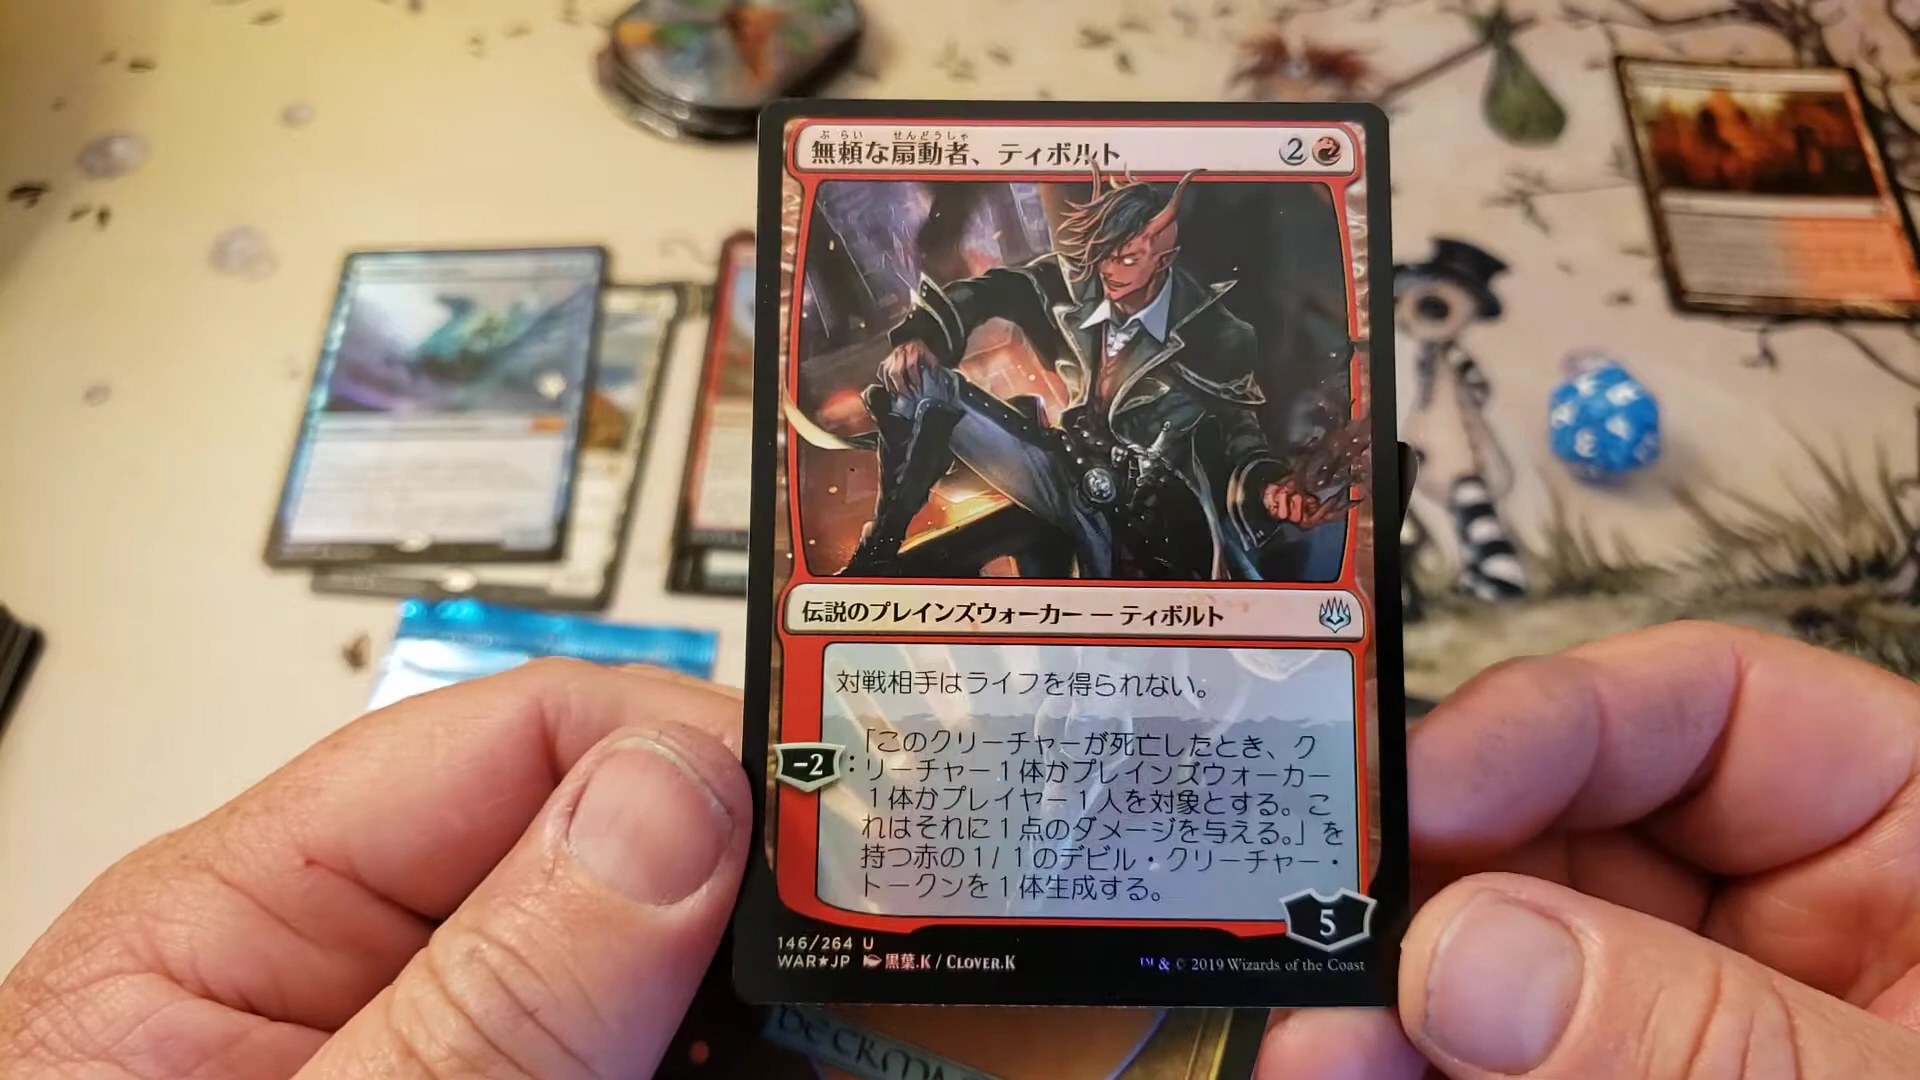 ぶらい せんどうしゃ
無頼な扇動者、ティボルト 2
伝説のプレインズウォーカー — ティボルト
対戦相手はライフを得られない。
-2 : 「このクリーチャーが死亡したとき、ク
リーチャー1体かプレインズウォーカー
1体かプレイヤー1人を対象とする。こ
れはそれに1点のダメージを与える。」を
持つ赤の1/1のデビル・クリーチャー・
トークンを1体生成する。
5
146/264 U
WAR★JP 黒葉.K / CLOVER.K
™ & © 2019 Wizards of the Coast
DECKMA